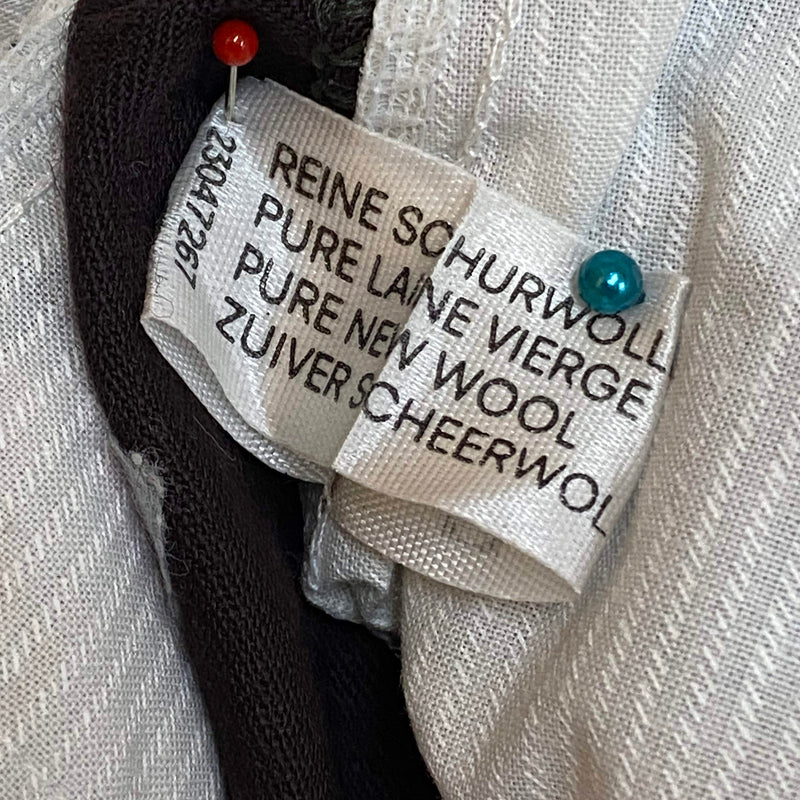 23047267
REINE SCHURWOLL
PURE LAINE VIERGE
PURE NEW WOOL
ZUIVER SCHEERWOL